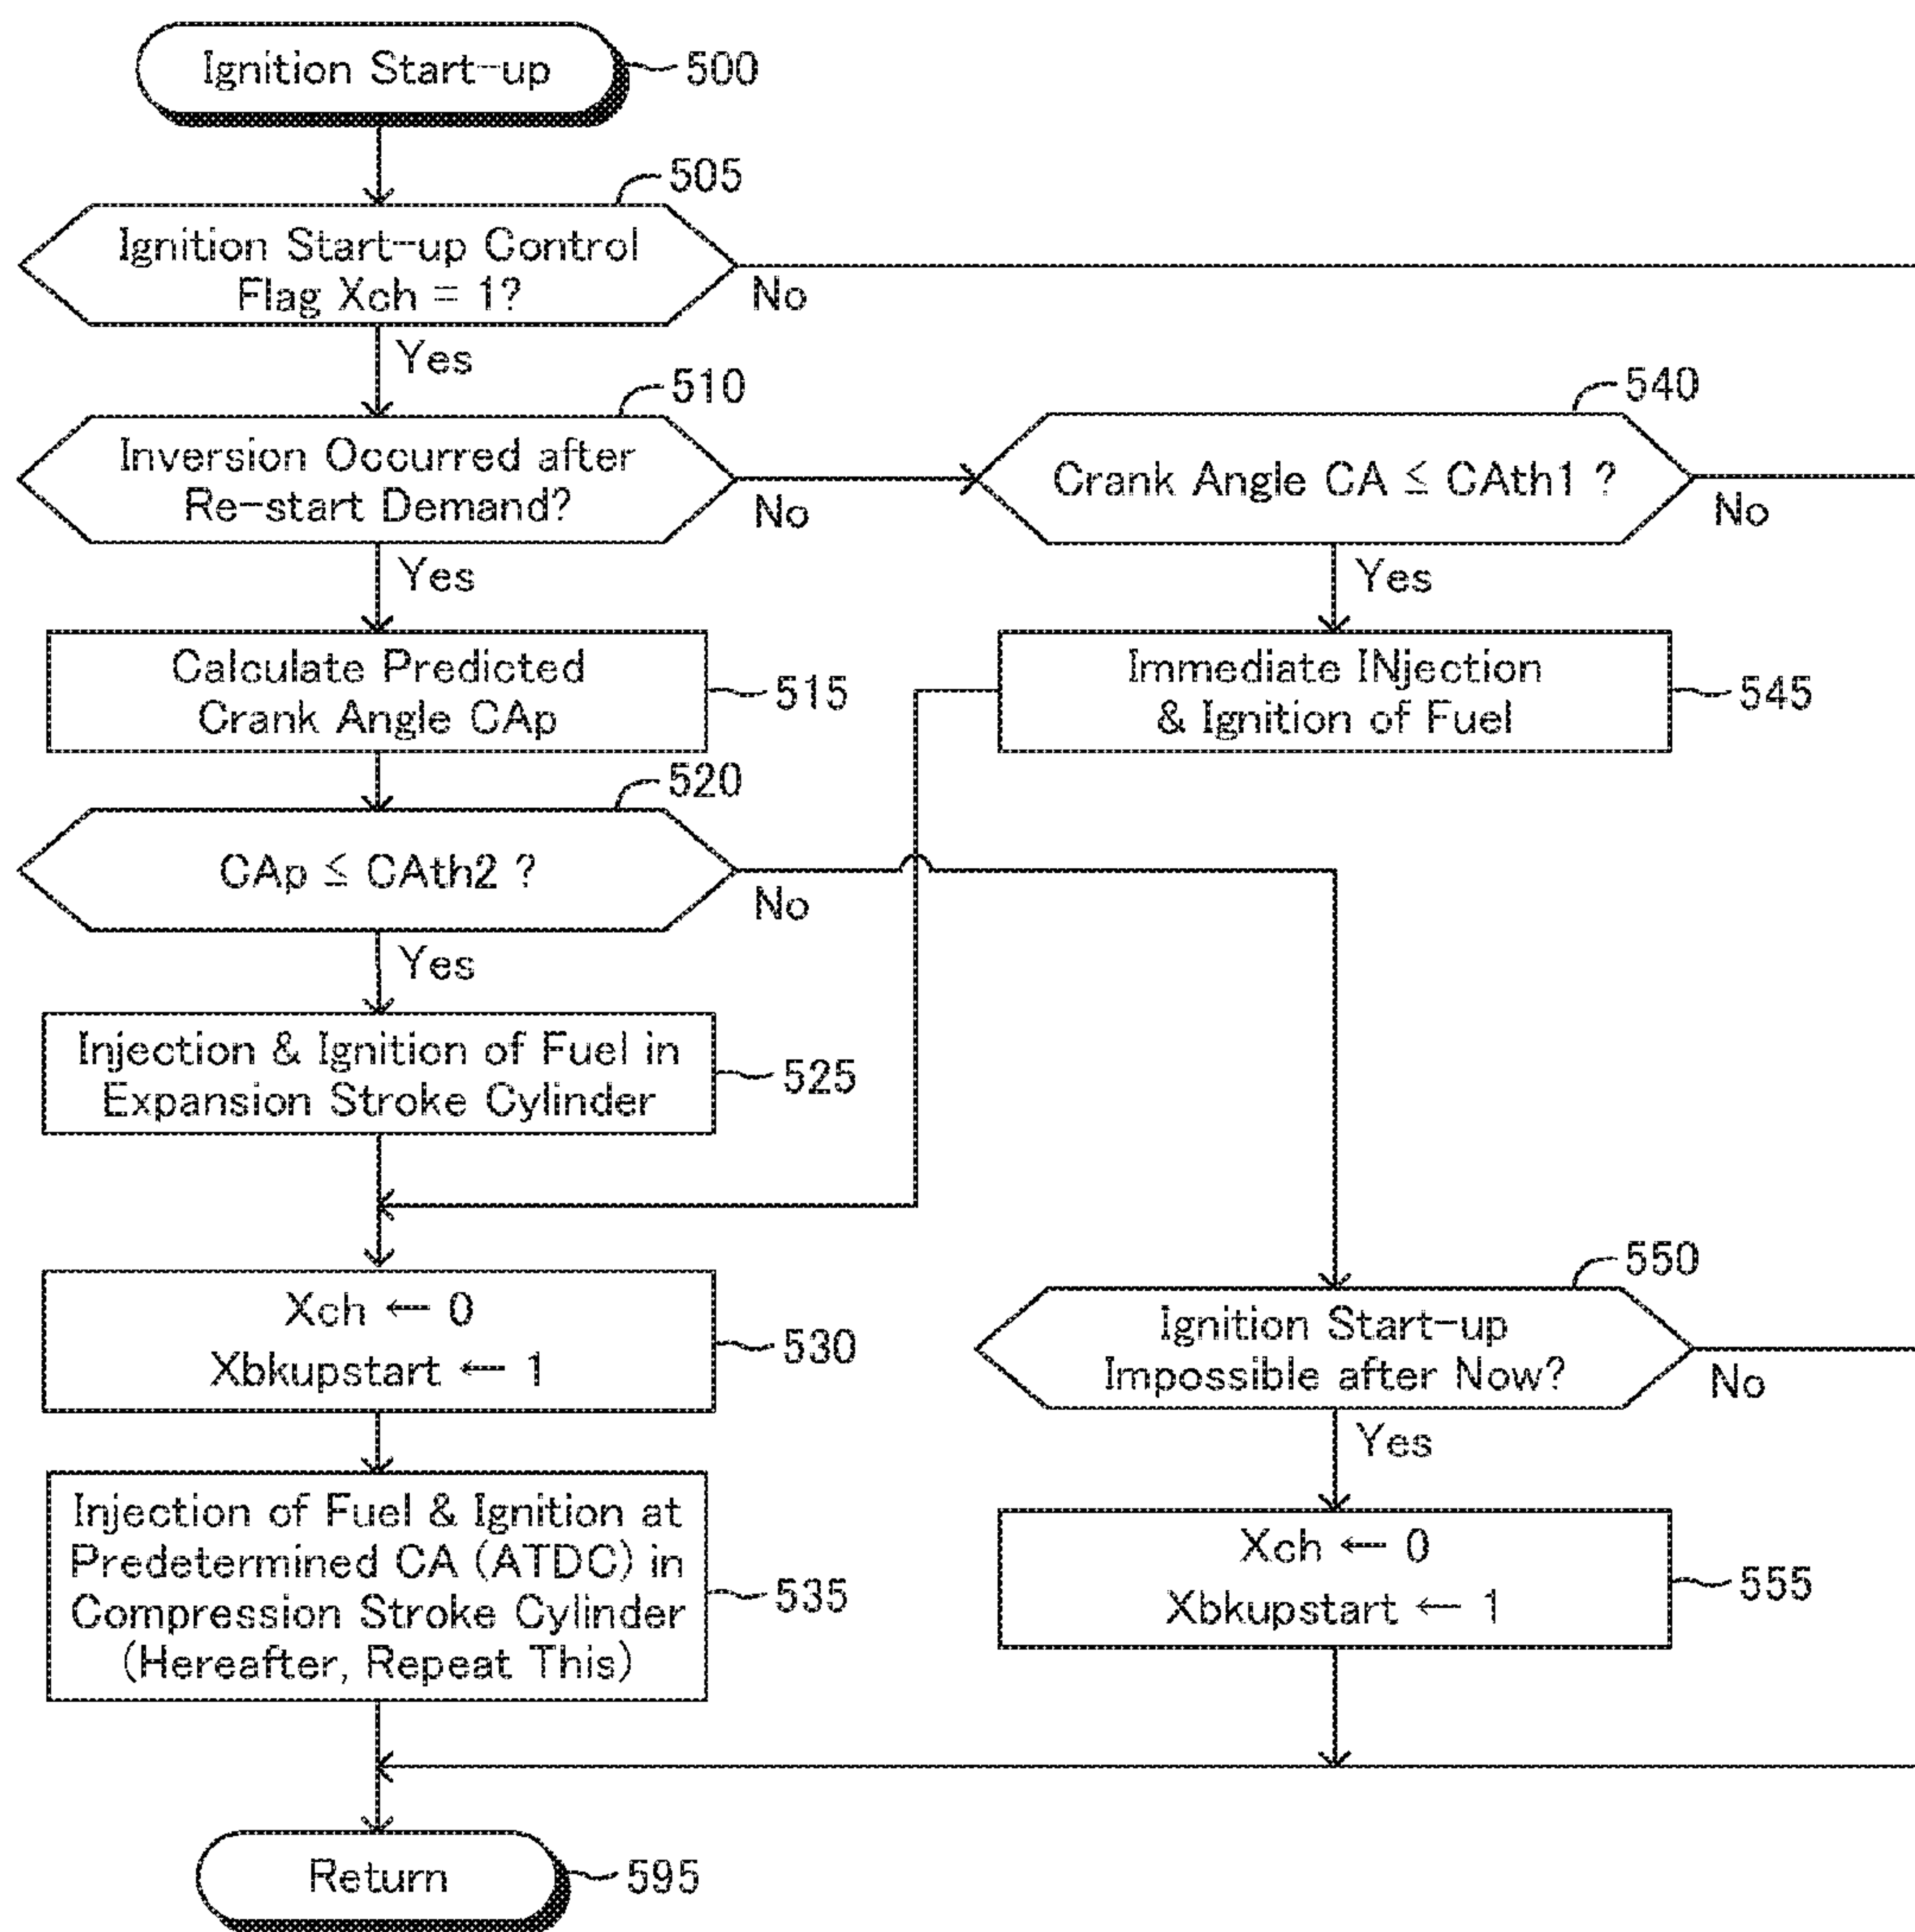 Ignition Start-up
500
505
Ignition Start-up Control
Flag Xch = 1?
No
Yes
510
Inversion Occurred after
Re-start Demand?
No
Yes
540
Crank Angle CA ≦ CAth1 ?
No
Yes
Calculate Predicted
Crank Angle CAp
515
Immediate INjection
& Ignition of Fuel
545
520
CAp ≦ CAth2 ?
No
Yes
Injection & Ignition of Fuel in
Expansion Stroke Cylinder
525
Xch ← 0
Xbkupstart ← 1
530
550
Ignition Start-up
Impossible after Now?
No
Yes
Injection of Fuel & Ignition at
Predetermined CA (ATDC) in
Compression Stroke Cylinder
(Hereafter, Repeat This)
535
Xch ← 0
Xbkupstart ← 1
555
Return
595